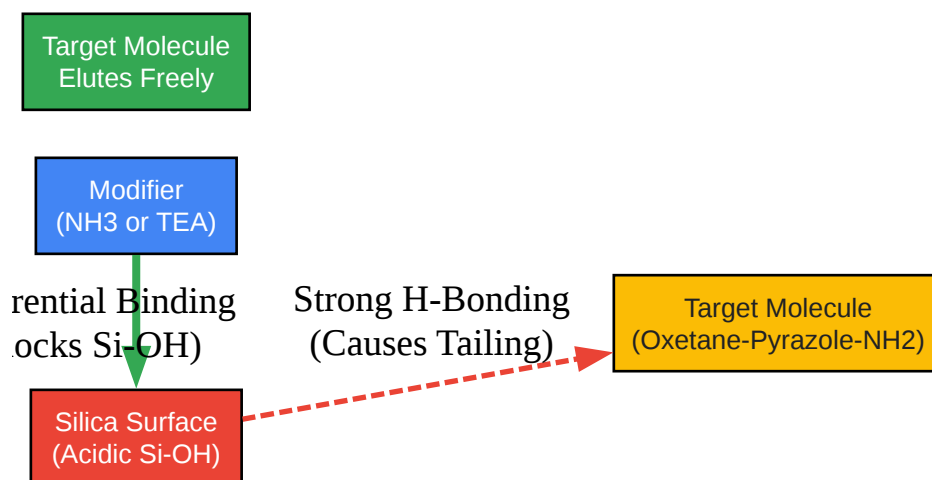 Target Molecule
Elutes Freely
Modifier
(NH3 or TEA)
rential Binding
ocks Si-OH)
Strong H-Bonding
(Causes Tailing)
Target Molecule
(Oxetane-Pyrazole-NH2)
Silica Surface
(Acidic Si-OH)